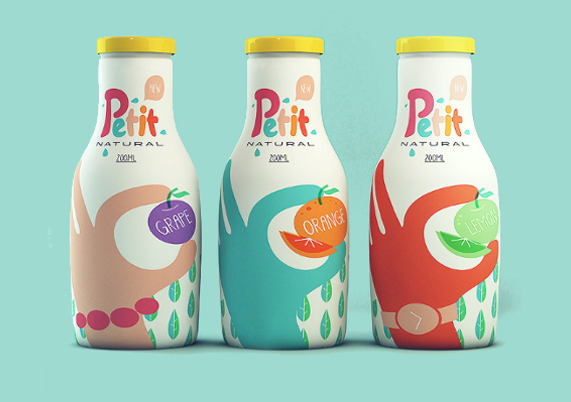 NEW
Petit
NATURAL
200ML
GRAPE
NEW
Petit
NATURAL
200ML
ORANGE
NEW
Petit
NATURAL
200ML
LEMON